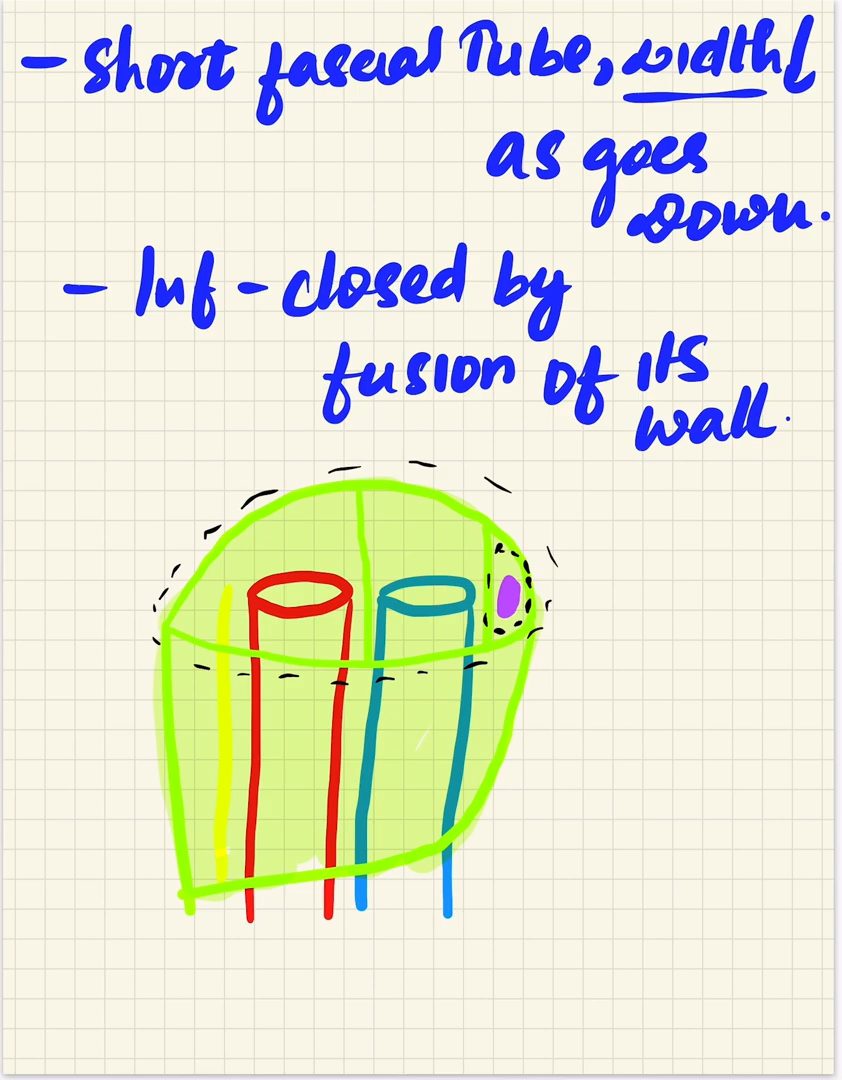 - Short fascial Tube, width ↓
as goes
down.
- Inf - closed by
fusion of its
wall.